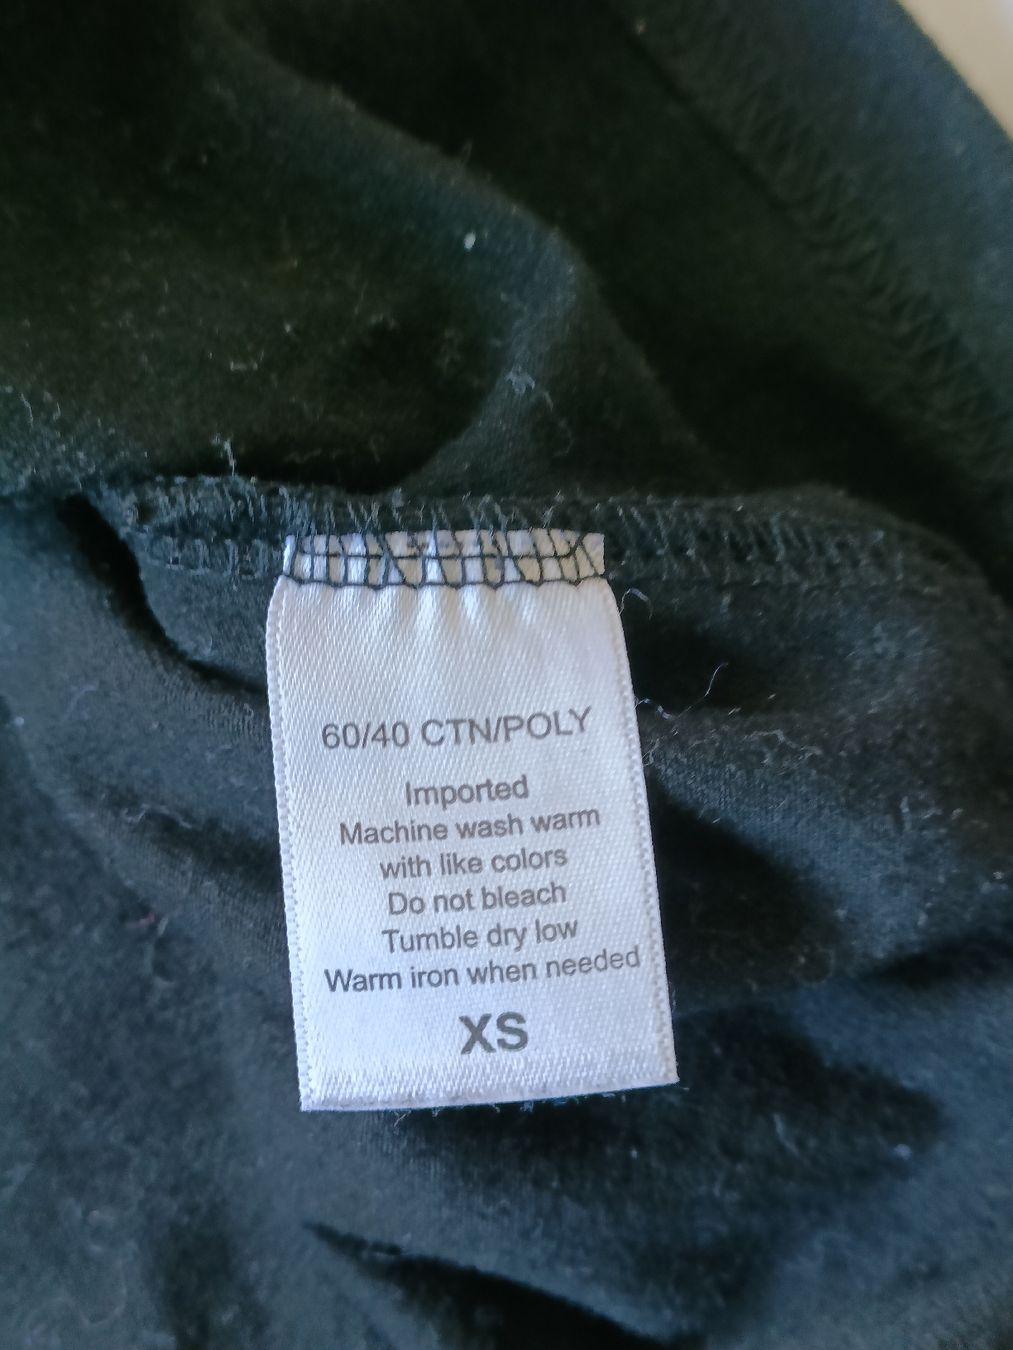 60/40 CTN/POLY
Imported
Machine wash warm
with like colors
Do not bleach
Tumble dry low
Warm iron when needed
XS